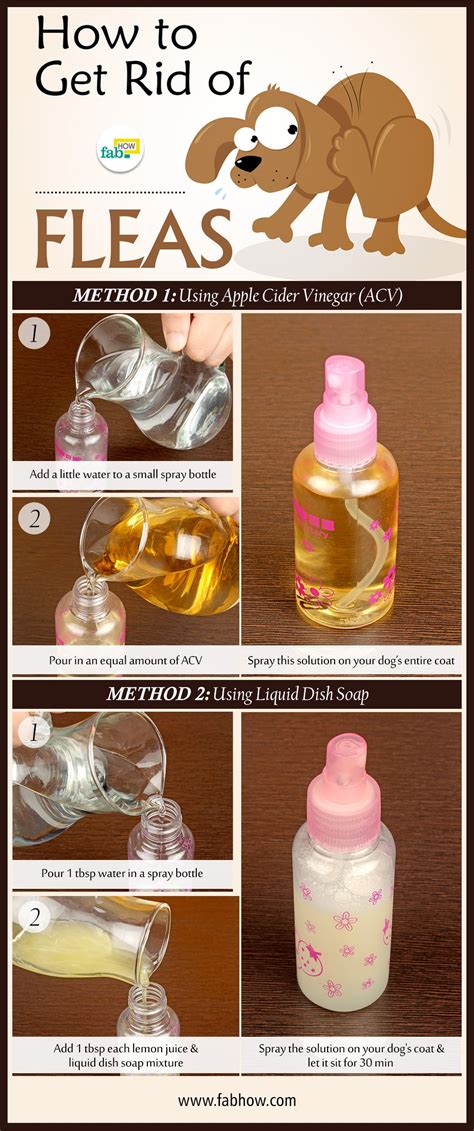 How to
Get Rid of
fab HOW
FLEAS
METHOD 1: Using Apple Cider Vinegar (ACV)
1
Add a little water to a small spray bottle
2
Pour in an equal amount of ACV
Spray this solution on your dog's entire coat
METHOD 2: Using Liquid Dish Soap
1
Pour 1 tbsp water in a spray bottle
2
Add 1 tbsp each lemon juice &
liquid dish soap mixture
Spray the solution on your dog's coat &
let it sit for 30 min
www.fabhow.com